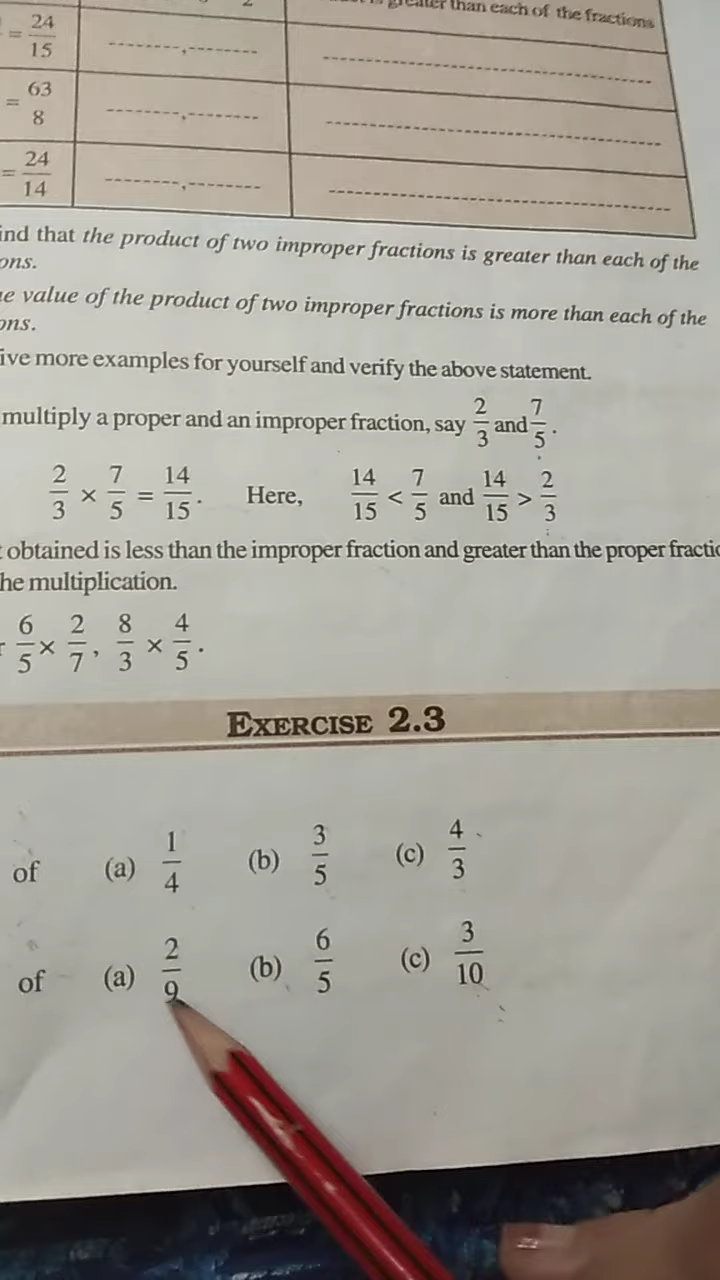 greater than each of the fractions
= 24/15 --------,--------
= 63/8 --------,--------
= 24/14 --------,--------
ind that the product of two improper fractions is greater than each of the
ons.
e value of the product of two improper fractions is more than each of the
ons.
ive more examples for yourself and verify the above statement.
multiply a proper and an improper fraction, say 2/3 and 7/5.
2/3 × 7/5 = 14/15. Here, 14/15 < 7/5 and 14/15 > 2/3
obtained is less than the improper fraction and greater than the proper fractio
he multiplication.
6/5 × 2/7, 8/3 × 4/5.
EXERCISE 2.3
of (a) 1/4 (b) 3/5 (c) 4/3
of (a) 2/9 (b) 6/5 (c) 3/10